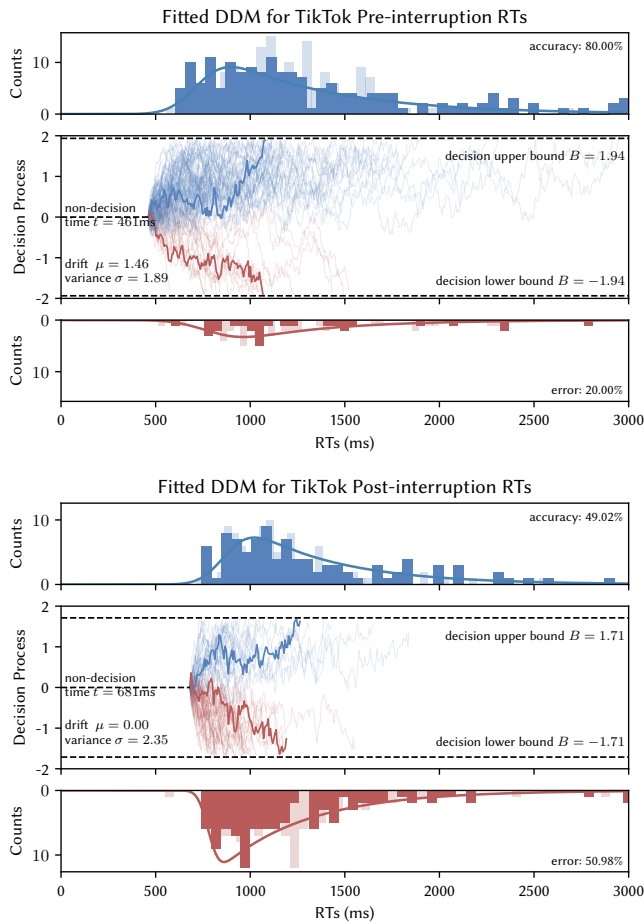 Fitted DDM for TikTok Pre-interruption RTs
10
0
Counts
accuracy: 80.00%
2
1
0
-1
-2
Decision Process
decision upper bound B = 1.94
non-decision
time t = 461ms
drift μ = 1.46
variance σ = 1.89
decision lower bound B = −1.94
0
10
Counts
error: 20.00%
0 500 1000 1500 2000 2500 3000
RTs (ms)
Fitted DDM for TikTok Post-interruption RTs
10
0
Counts
accuracy: 49.02%
2
1
0
-1
-2
Decision Process
decision upper bound B = 1.71
non-decision
time t = 681ms
drift μ = 0.00
variance σ = 2.35
decision lower bound B = −1.71
0
10
Counts
error: 50.98%
0 500 1000 1500 2000 2500 3000
RTs (ms)